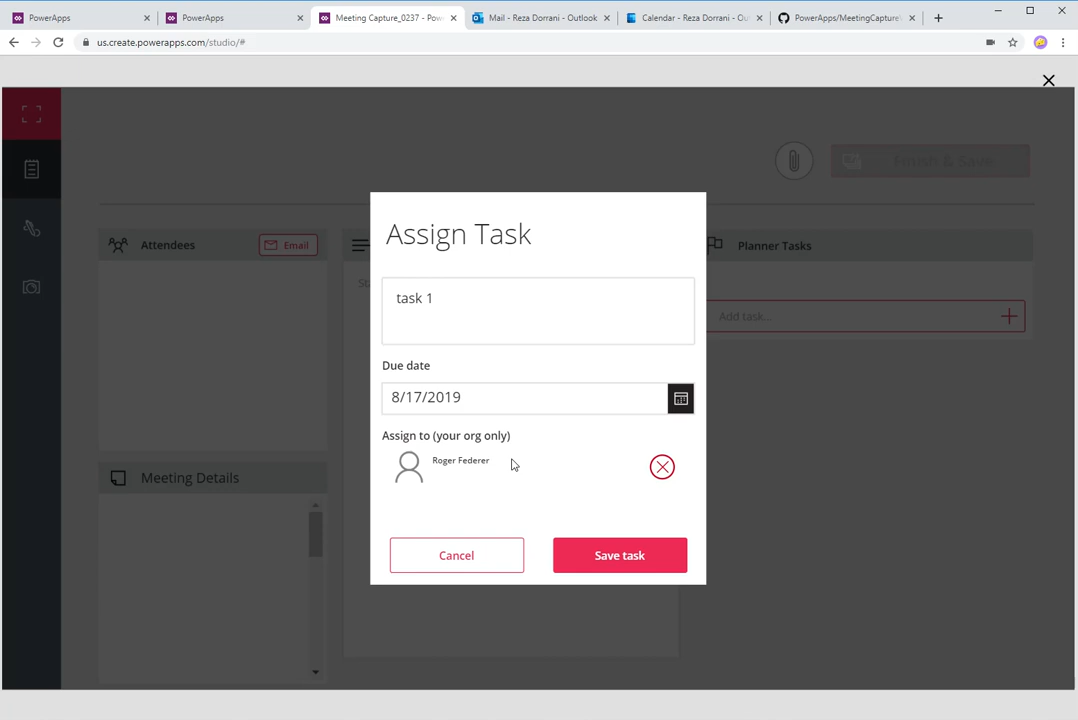 PowerApps
PowerApps
Meeting Capture_0237 - Pow
Mail - Reza Dorrani - Outlook
Calendar - Reza Dorrani - Ou
PowerApps/MeetingCapture
us.create.powerapps.com/studio/#
Finish & Save
Attendees
Email
Planner Tasks
Add task...
Meeting Details
Assign Task
task 1
Due date
8/17/2019
Assign to (your org only)
Roger Federer
Cancel
Save task